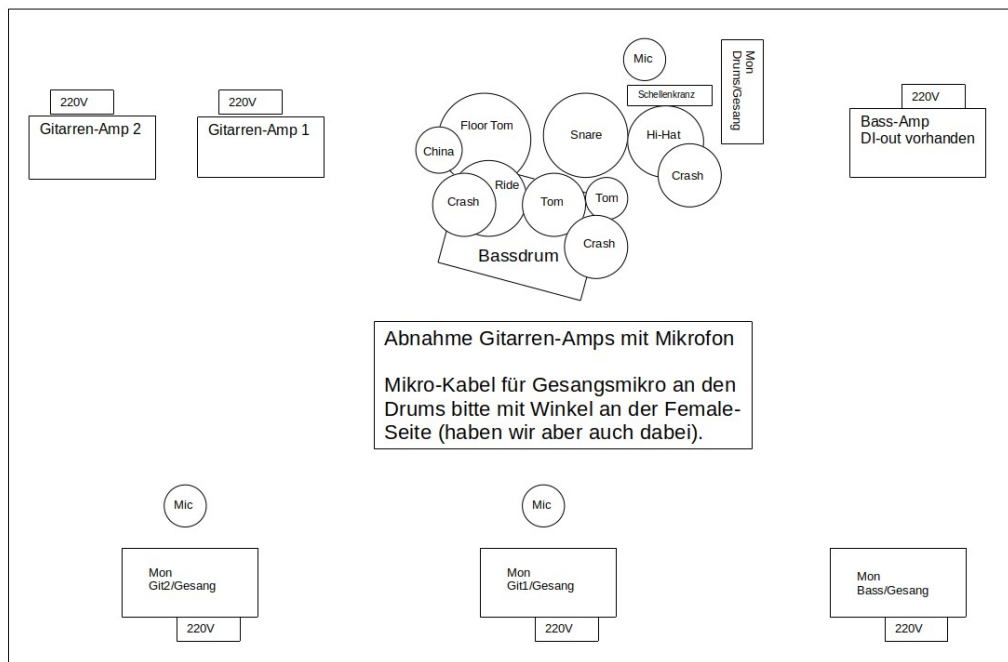 Mic
Mon
Drums/Gesang
220V
Gitarren-Amp 2
220V
Gitarren-Amp 1
220V
Bass-Amp
DI-out vorhanden
Schellenkranz
Floor Tom
Snare
Hi-Hat
China
Crash
Ride
Crash
Tom
Tom
Crash
Bassdrum
Abnahme Gitarren-Amps mit Mikrofon
Mikro-Kabel für Gesangsmikro an den
Drums bitte mit Winkel an der Female-
Seite (haben wir aber auch dabei).
Mic
Mic
Mon
Git2/Gesang
220V
Mon
Git1/Gesang
220V
Mon
Bass/Gesang
220V